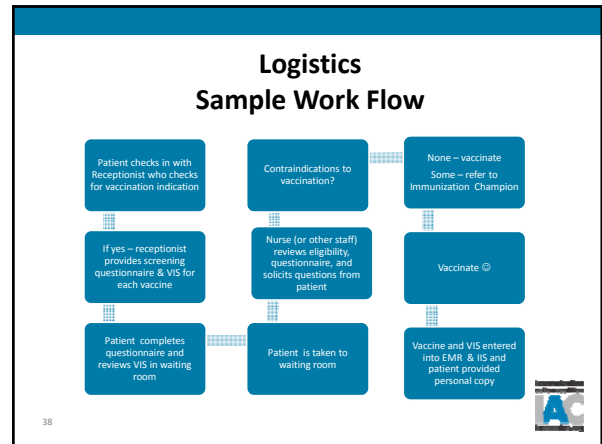 Logistics
Sample Work Flow
Patient checks in with
Receptionist who checks
for vaccination indication
If yes – receptionist
provides screening
questionnaire & VIS for
each vaccine
Patient completes
questionnaire and
reviews VIS in waiting
room
Patient is taken to
waiting room
Nurse (or other staff)
reviews eligibility,
questionnaire, and
solicits questions from
patient
Contraindications to
vaccination?
None – vaccinate
Some – refer to
Immunization Champion
Vaccinate ☺
Vaccine and VIS entered
into EMR & IIS and
patient provided
personal copy
38
IAC